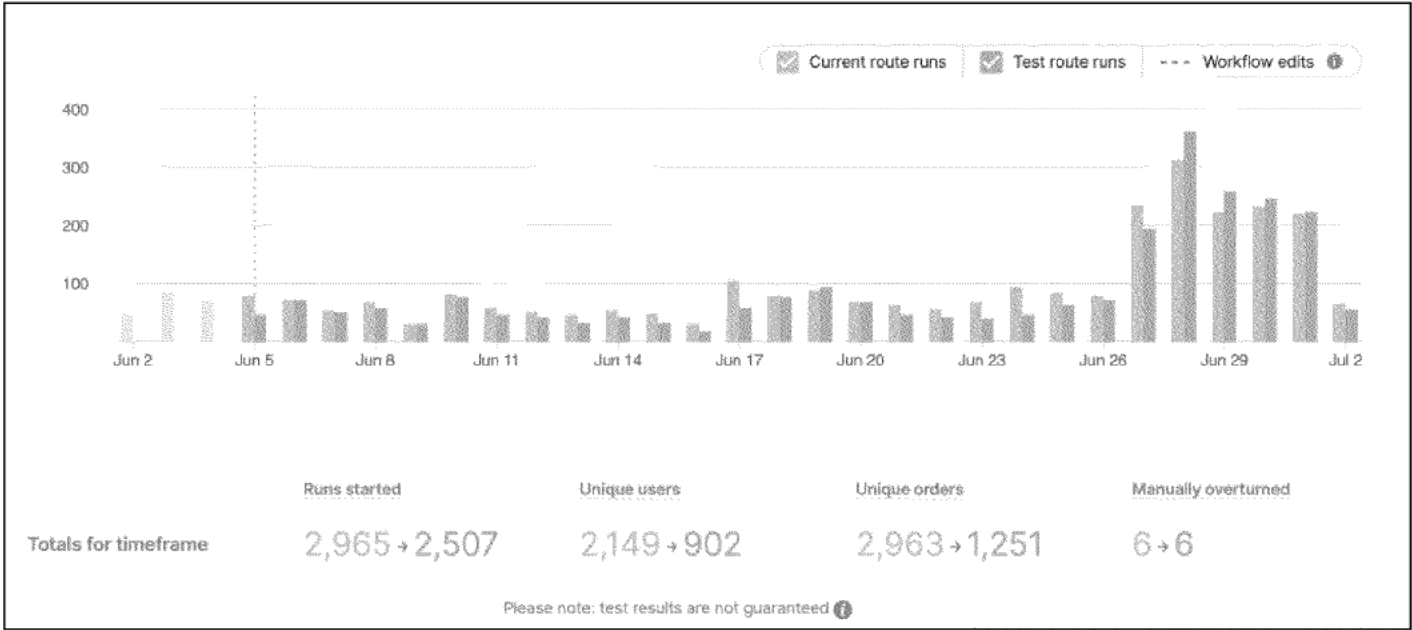 Current route runs Test route runs --- Workflow edits
400
300
200
100
Jun 2 Jun 5 Jun 8 Jun 11 Jun 14 Jun 17 Jun 20 Jun 23 Jun 26 Jun 29 Jul 2
Runs started Unique users Unique orders Manually overturned
Totals for timeframe 2,965→2,507 2,149→902 2,963→1,251 6→6
Please note: test results are not guaranteed